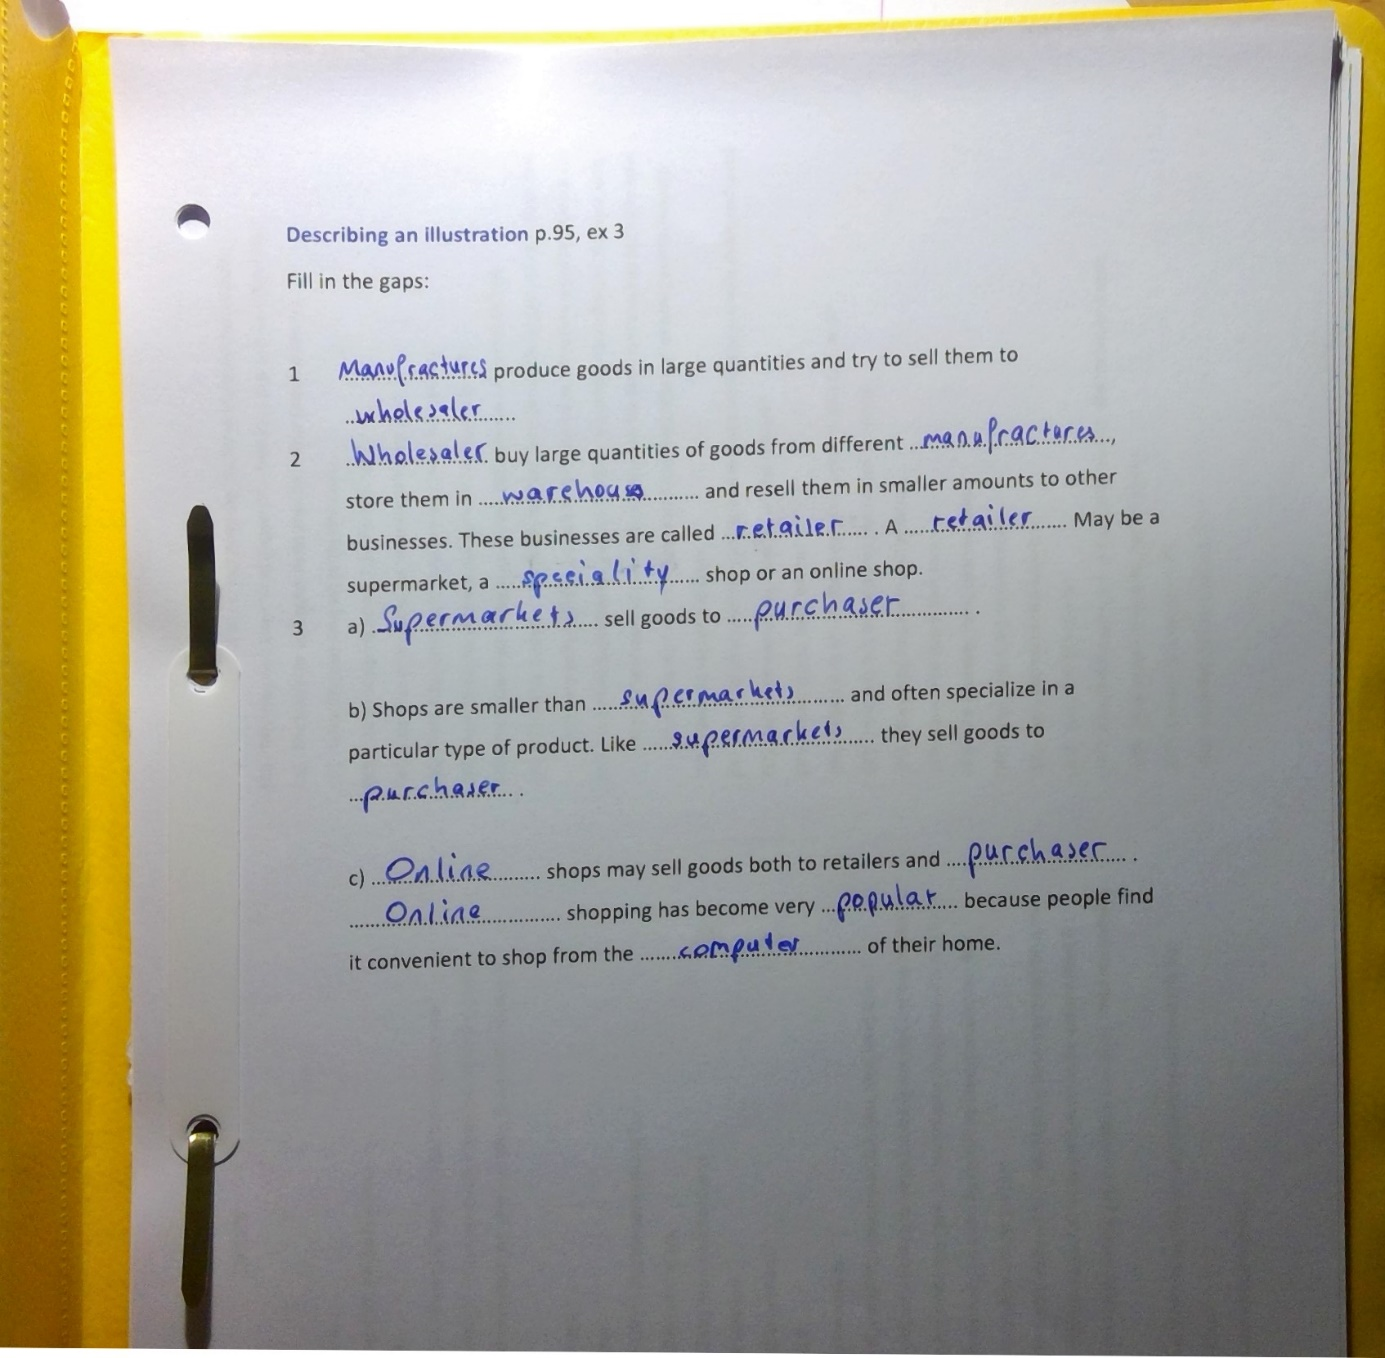 Describing an illustration p.95, ex 3
Fill in the gaps:
1 Manufractures produce goods in large quantities and try to sell them to
..wholesaler......
2 ..Wholesaler. buy large quantities of goods from different ...manufractures...,
store them in ....warehouse.......... and resell them in smaller amounts to other
businesses. These businesses are called ...retailer...... . A .....retailer....... May be a
supermarket, a .....speciality...... shop or an online shop.
3 a) .Supermarkets..... sell goods to .....purchaser............... .
b) Shops are smaller than .....supermarkets.......... and often specialize in a
particular type of product. Like ......supermarkets...... they sell goods to
...purchaser... .
c) ...Online.......... shops may sell goods both to retailers and ....purchaser.... .
.......Online................. shopping has become very ...popular.... because people find
it convenient to shop from the .......computer............. of their home.